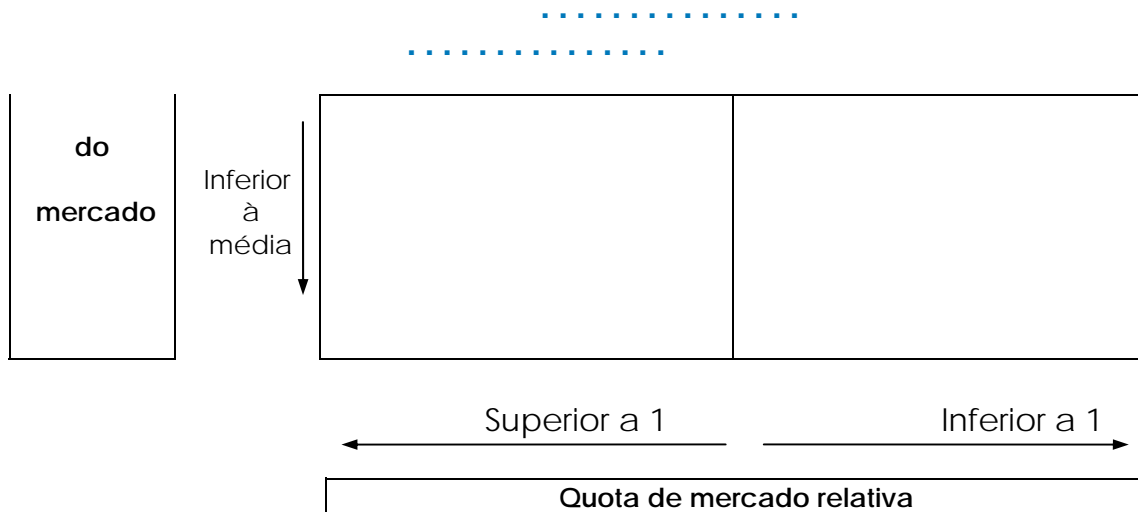 do
mercado
Inferior
à
média
Superior a 1
Inferior a 1
Quota de mercado relativa